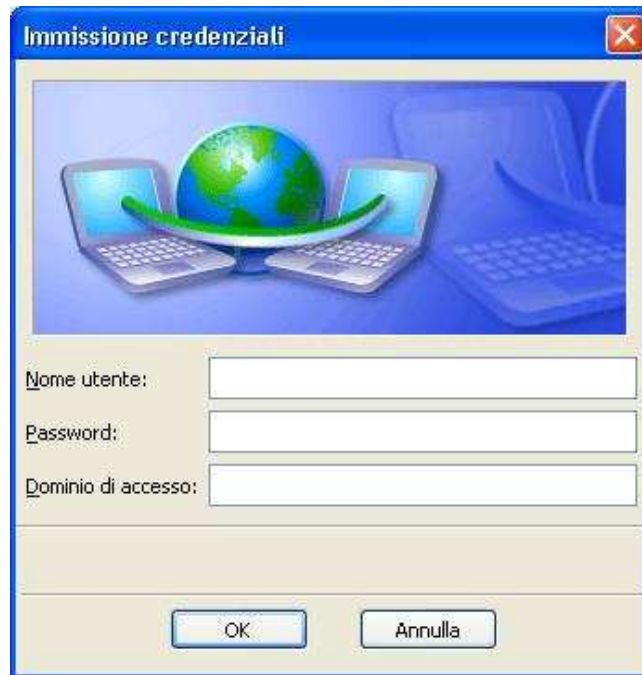 Immissione credenziali
Nome utente:
Password:
Dominio di accesso:
OK
Annulla